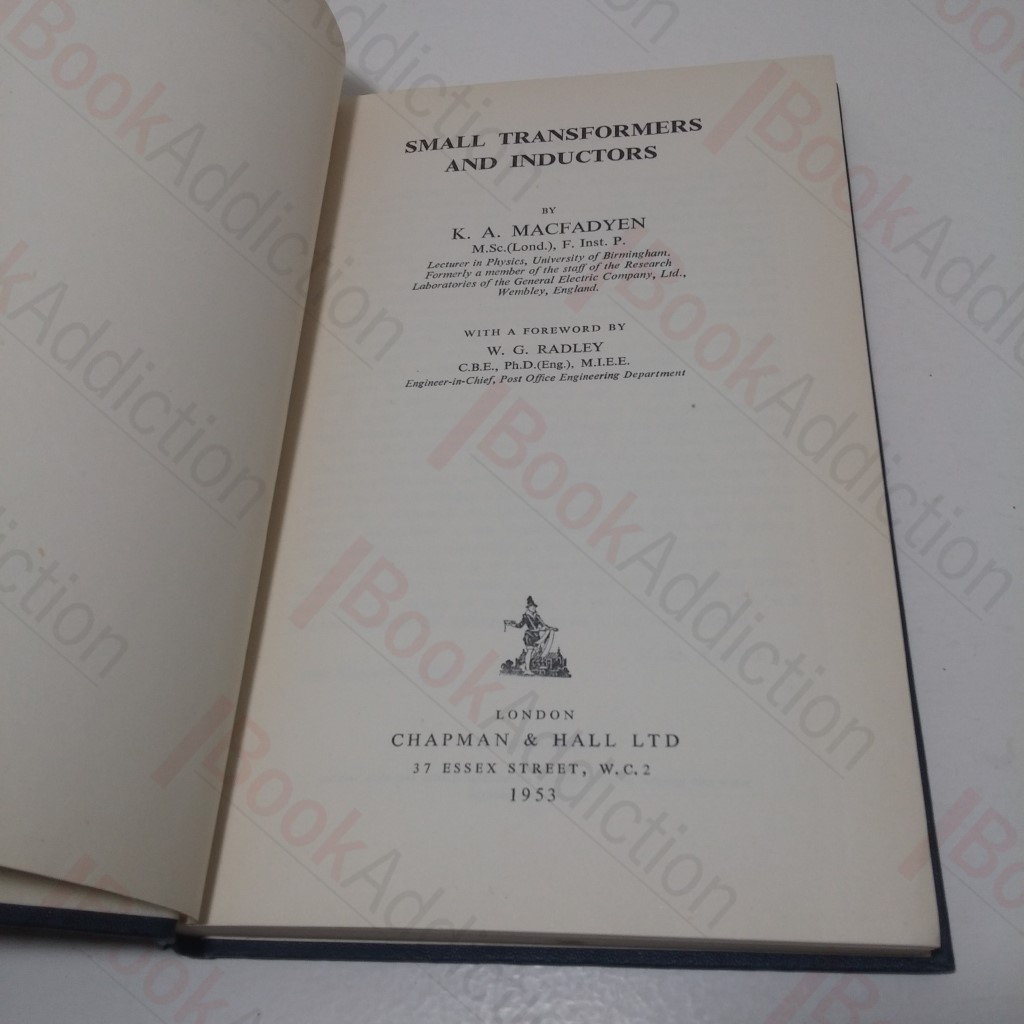 SMALL TRANSFORMERS
AND INDUCTORS
BY
K. A. MACFADYEN
M.Sc.(Lond.), F. Inst. P.
Lecturer in Physics, University of Birmingham.
Formerly a member of the staff of the Research
Laboratories of the General Electric Company, Ltd.,
Wembley, England.
WITH A FOREWORD BY
W. G. RADLEY
C.B.E., Ph.D.(Eng.), M.I.E.E.
Engineer-in-Chief, Post Office Engineering Department
LONDON
CHAPMAN & HALL LTD
37 ESSEX STREET, W.C.2
1953
BookAddiction